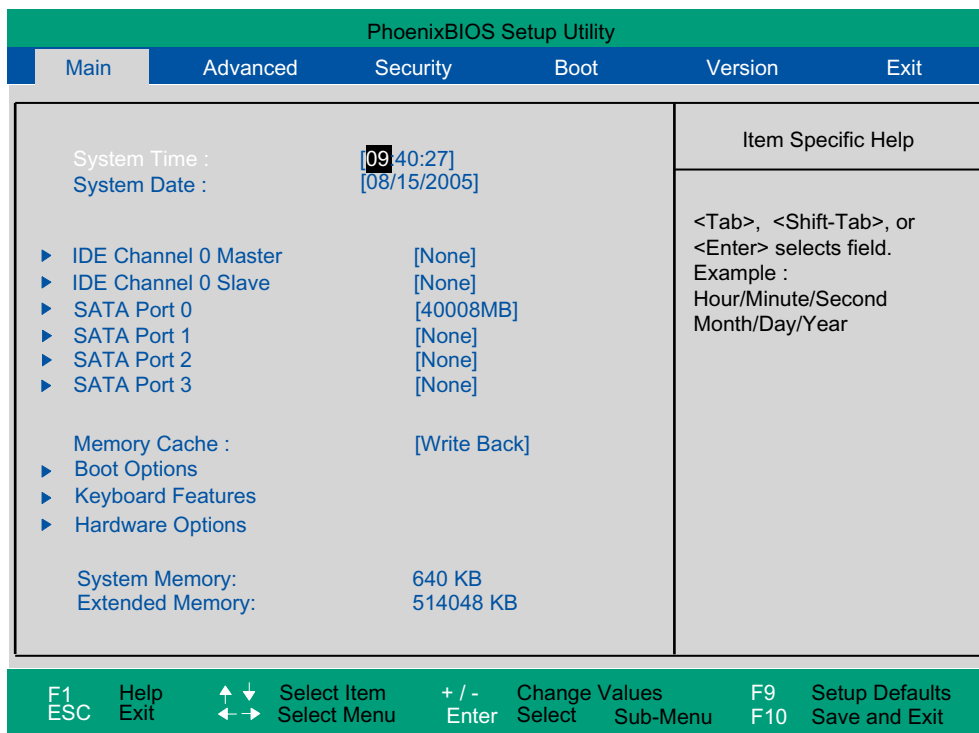 PhoenixBIOS Setup Utility
Main Advanced Security Boot Version Exit
System Time : [09:40:27]
System Date : [08/15/2005]
IDE Channel 0 Master [None]
IDE Channel 0 Slave [None]
SATA Port 0 [40008MB]
SATA Port 1 [None]
SATA Port 2 [None]
SATA Port 3 [None]
Memory Cache : [Write Back]
Boot Options
Keyboard Features
Hardware Options
System Memory: 640 KB
Extended Memory: 514048 KB
Item Specific Help
<Tab>, <Shift-Tab>, or
<Enter> selects field.
Example :
Hour/Minute/Second
Month/Day/Year
F1 Help Select Item + / - Change Values F9 Setup Defaults
ESC Exit Select Menu Enter Select Sub-Menu F10 Save and Exit